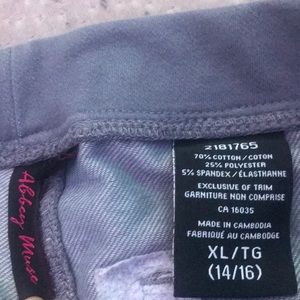 Abbey Muse
2181765
70% COTTON/COTON
25% POLYESTER
5% SPANDEX/ÉLASTHANNE
EXCLUSIVE OF TRIM
GARNITURE NON COMPRISE
CA 16035
MADE IN CAMBODIA
FABRIQUÉ AU CAMBODGE
XL/TG
(14/16)